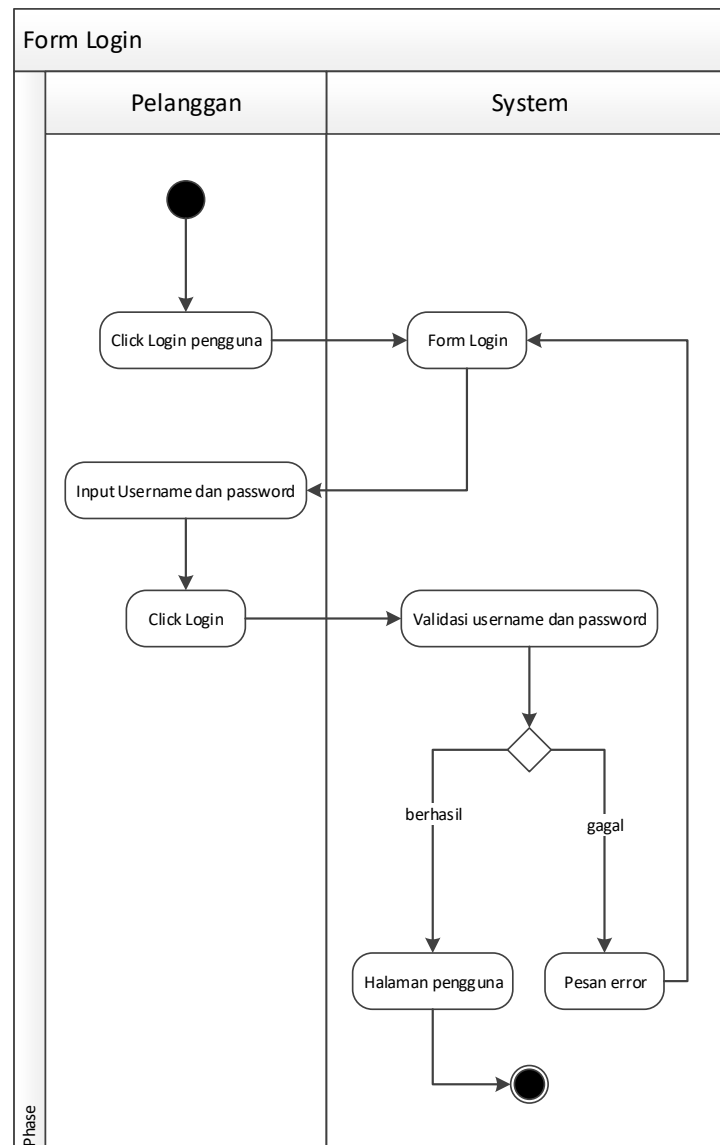 Form Login
Pelanggan
System
Click Login pengguna
Form Login
Input Username dan password
Click Login
Validasi username dan password
berhasil
gagal
Halaman pengguna
Pesan error
Phase